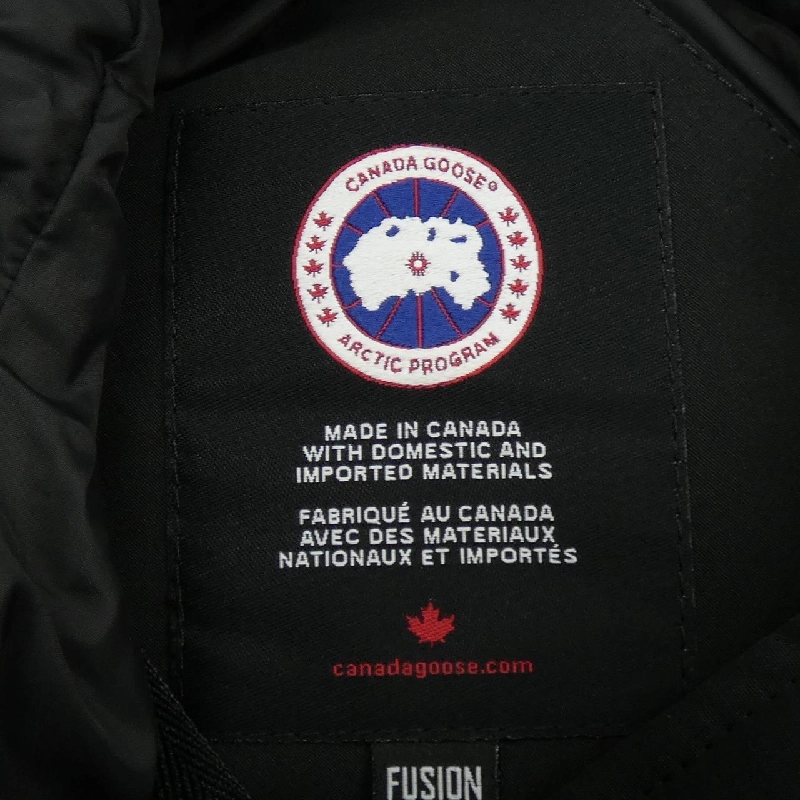 CANADA GOOSE®
ARCTIC PROGRAM
MADE IN CANADA
WITH DOMESTIC AND
IMPORTED MATERIALS
FABRIQUÉ AU CANADA
AVEC DES MATERIAUX
NATIONAUX ET IMPORTÉS
canadagoose.com
FUSION